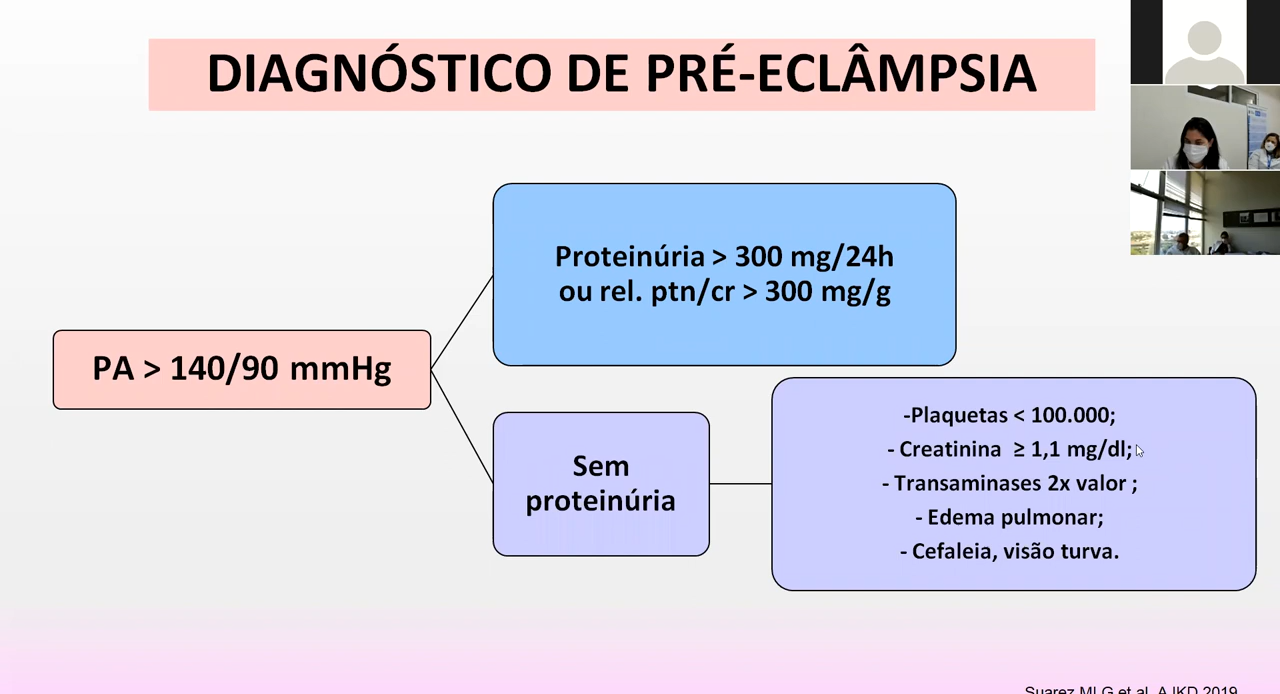 DIAGNÓSTICO DE PRÉ-ECLÂMPSIA
Proteinúria > 300 mg/24h
ou rel. ptn/cr > 300 mg/g
PA > 140/90 mmHg
Sem
proteinúria
-Plaquetas < 100.000;
- Creatinina ≥ 1,1 mg/dl;
- Transaminases 2x valor ;
- Edema pulmonar;
- Cefaleia, visão turva.
Suarez MLG et al. AJKD 2019